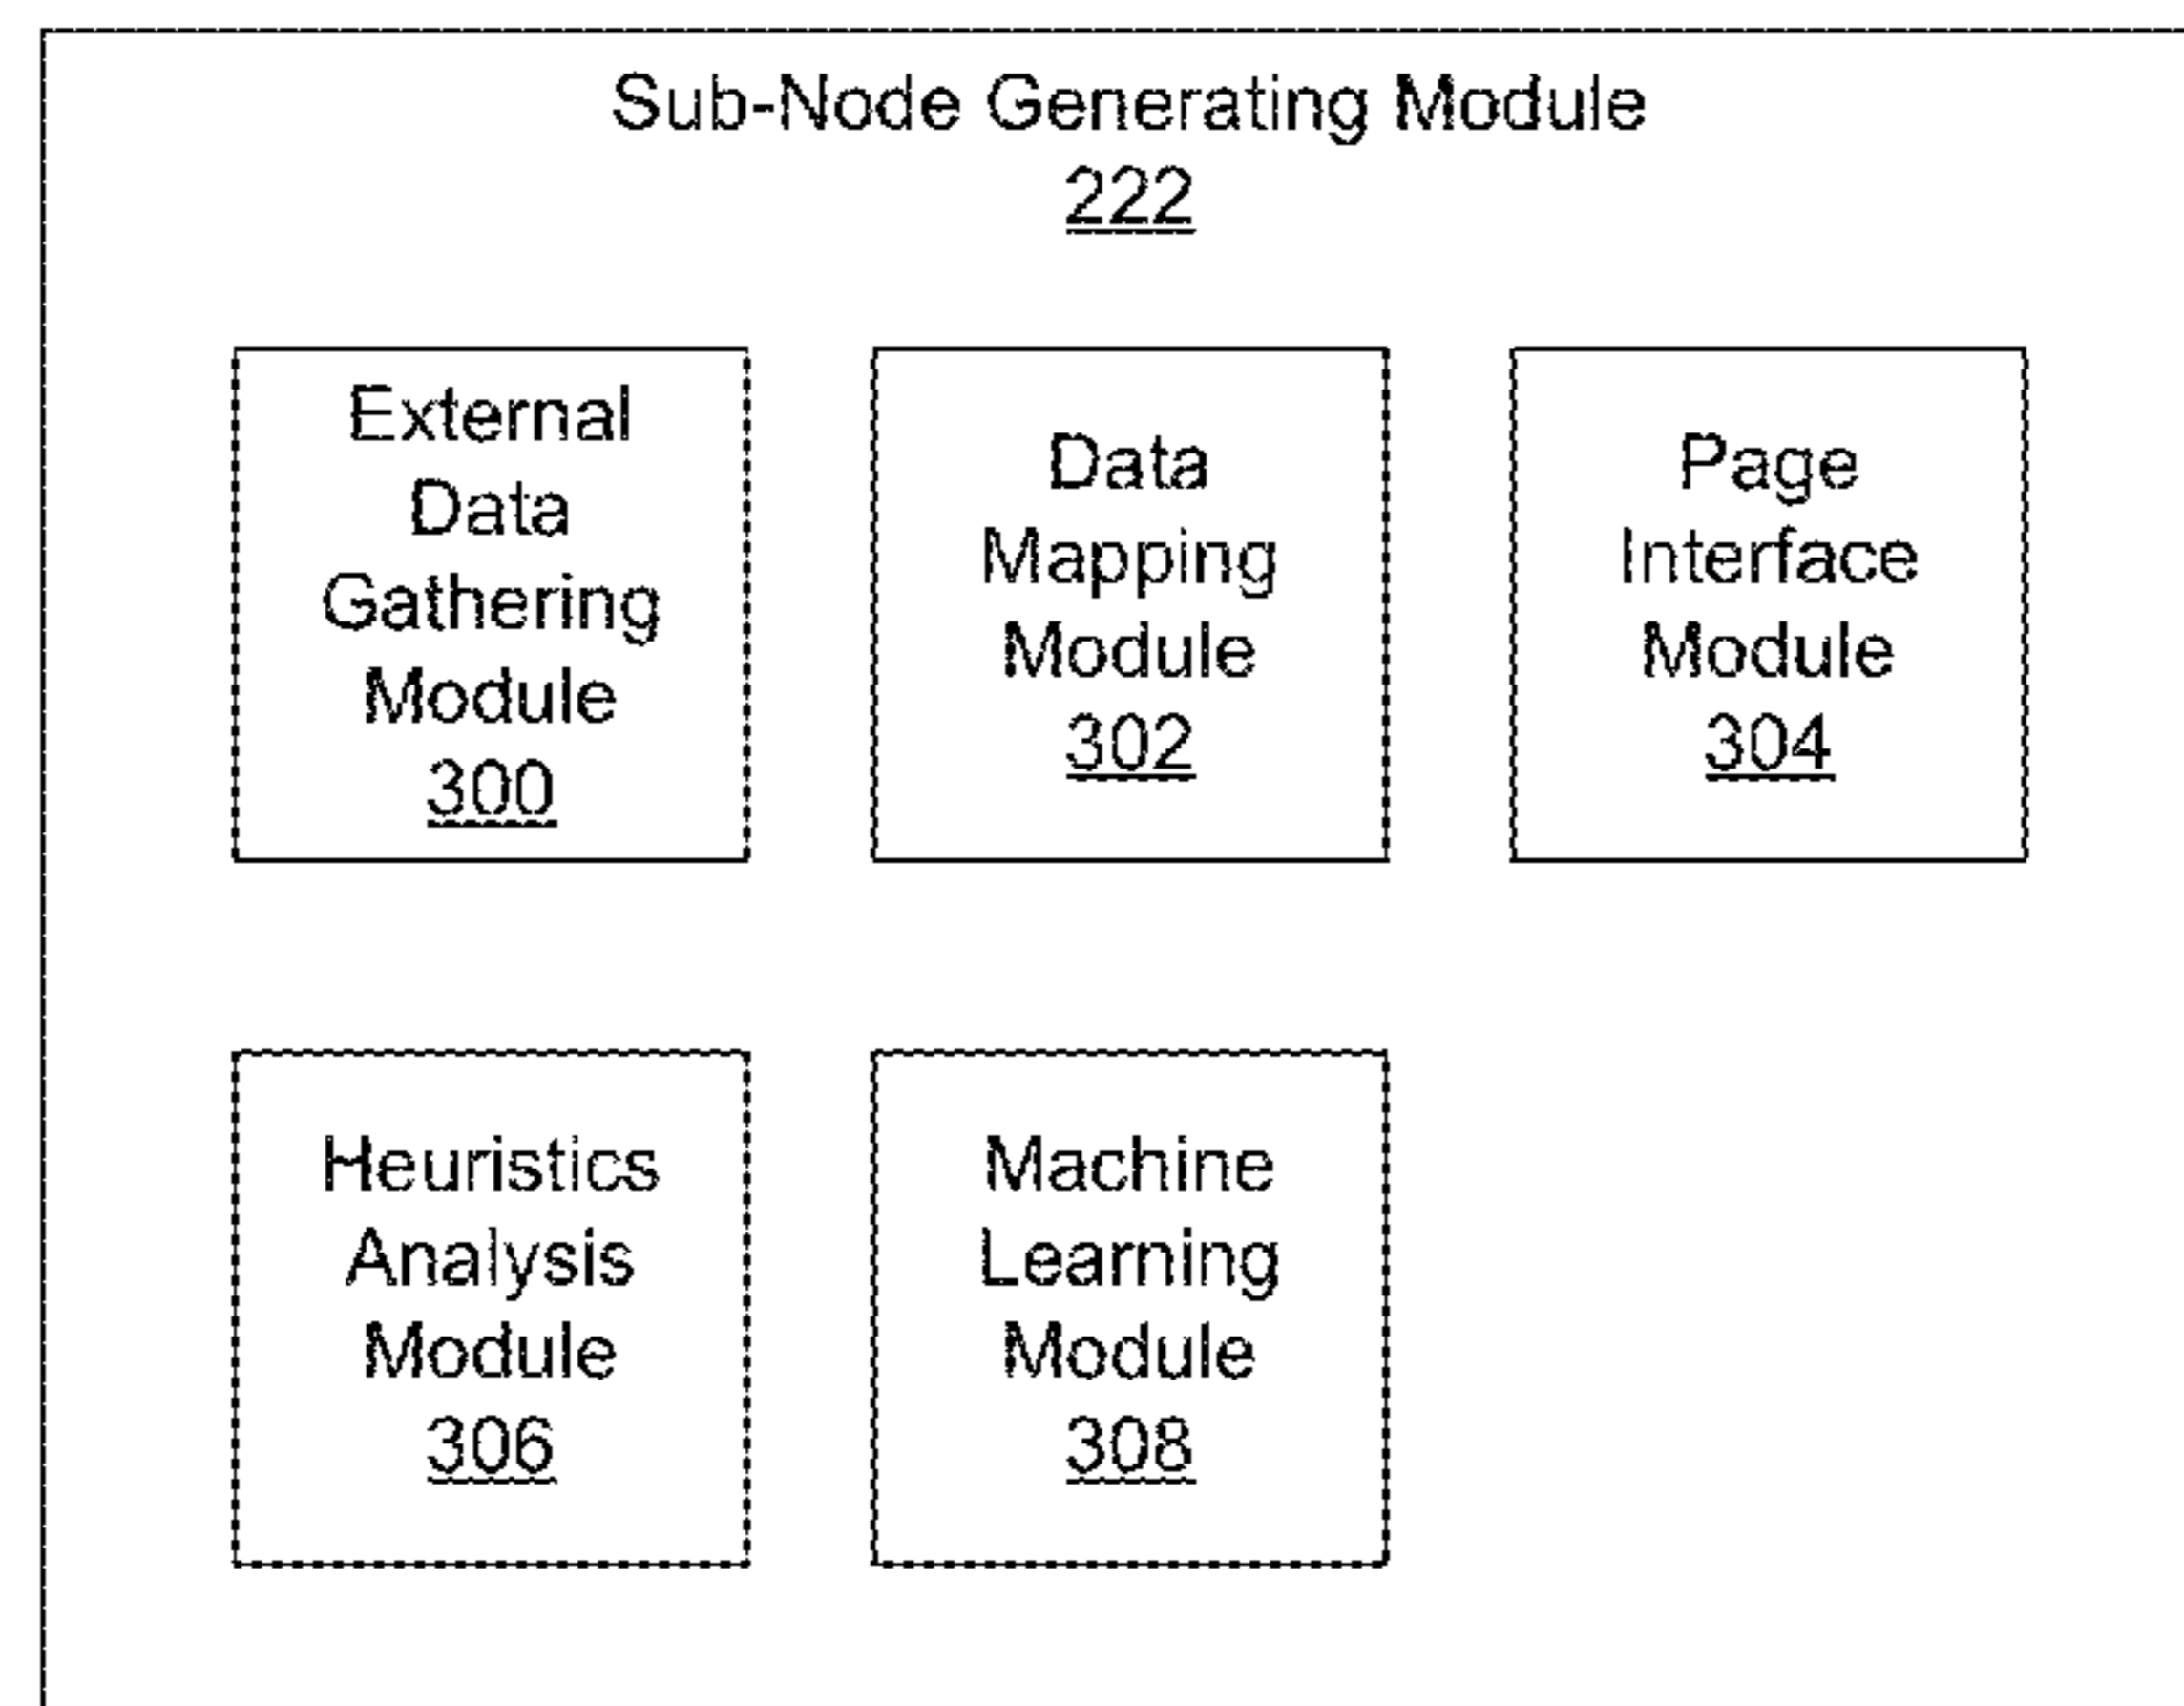 Sub-Node Generating Module
222
External
Data
Gathering
Module
300
Data
Mapping
Module
302
Page
Interface
Module
304
Heuristics
Analysis
Module
306
Machine
Learning
Module
308